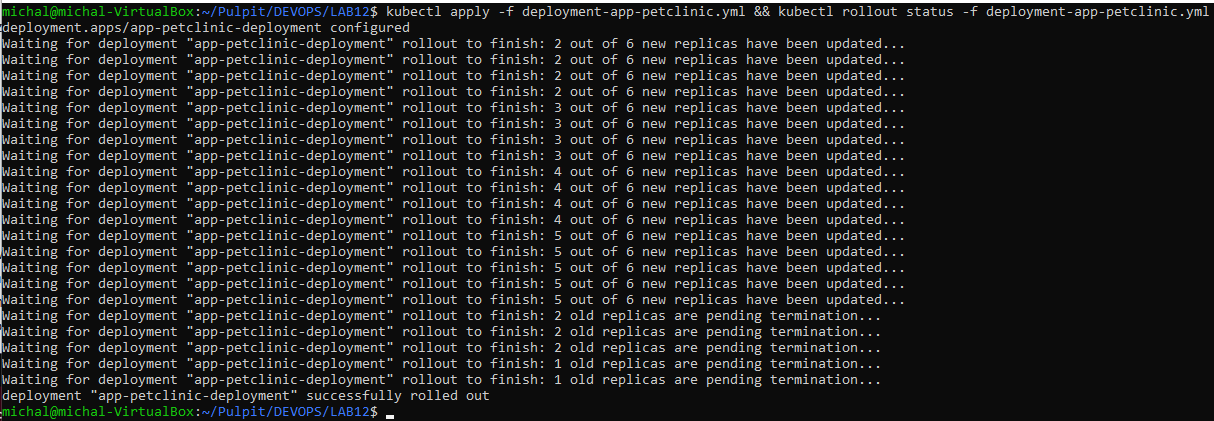 michal@michal-VirtualBox:~/Pulpit/DEVOPS/LAB12$ kubectl apply -f deployment-app-petclinic.yml && kubectl rollout status -f deployment-app-petclinic.yml
deployment.apps/app-petclinic-deployment configured
Waiting for deployment "app-petclinic-deployment" rollout to finish: 2 out of 6 new replicas have been updated...
Waiting for deployment "app-petclinic-deployment" rollout to finish: 2 out of 6 new replicas have been updated...
Waiting for deployment "app-petclinic-deployment" rollout to finish: 2 out of 6 new replicas have been updated...
Waiting for deployment "app-petclinic-deployment" rollout to finish: 2 out of 6 new replicas have been updated...
Waiting for deployment "app-petclinic-deployment" rollout to finish: 3 out of 6 new replicas have been updated...
Waiting for deployment "app-petclinic-deployment" rollout to finish: 3 out of 6 new replicas have been updated...
Waiting for deployment "app-petclinic-deployment" rollout to finish: 3 out of 6 new replicas have been updated...
Waiting for deployment "app-petclinic-deployment" rollout to finish: 3 out of 6 new replicas have been updated...
Waiting for deployment "app-petclinic-deployment" rollout to finish: 4 out of 6 new replicas have been updated...
Waiting for deployment "app-petclinic-deployment" rollout to finish: 4 out of 6 new replicas have been updated...
Waiting for deployment "app-petclinic-deployment" rollout to finish: 4 out of 6 new replicas have been updated...
Waiting for deployment "app-petclinic-deployment" rollout to finish: 4 out of 6 new replicas have been updated...
Waiting for deployment "app-petclinic-deployment" rollout to finish: 5 out of 6 new replicas have been updated...
Waiting for deployment "app-petclinic-deployment" rollout to finish: 5 out of 6 new replicas have been updated...
Waiting for deployment "app-petclinic-deployment" rollout to finish: 5 out of 6 new replicas have been updated...
Waiting for deployment "app-petclinic-deployment" rollout to finish: 5 out of 6 new replicas have been updated...
Waiting for deployment "app-petclinic-deployment" rollout to finish: 5 out of 6 new replicas have been updated...
Waiting for deployment "app-petclinic-deployment" rollout to finish: 2 old replicas are pending termination...
Waiting for deployment "app-petclinic-deployment" rollout to finish: 2 old replicas are pending termination...
Waiting for deployment "app-petclinic-deployment" rollout to finish: 2 old replicas are pending termination...
Waiting for deployment "app-petclinic-deployment" rollout to finish: 1 old replicas are pending termination...
Waiting for deployment "app-petclinic-deployment" rollout to finish: 1 old replicas are pending termination...
deployment "app-petclinic-deployment" successfully rolled out
michal@michal-VirtualBox:~/Pulpit/DEVOPS/LAB12$